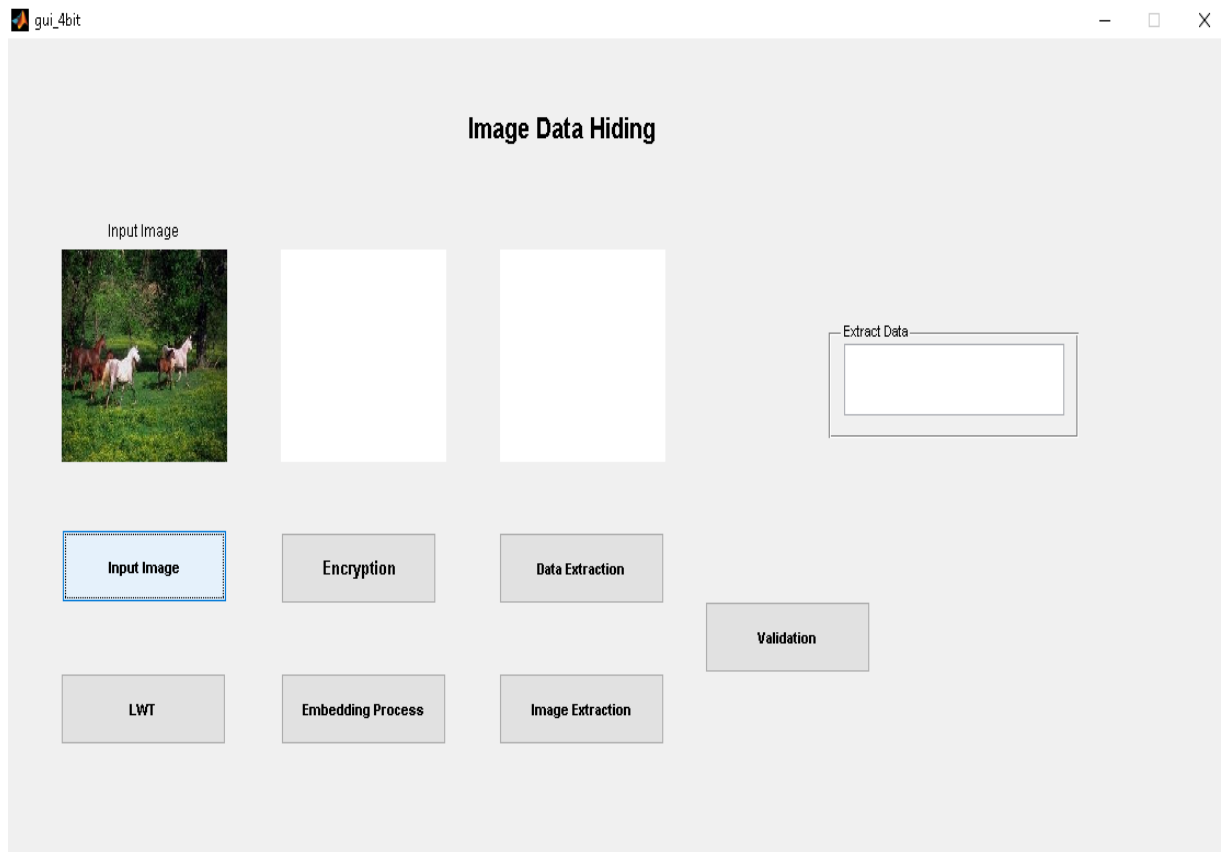 gui_4bit
Image Data Hiding
Input Image
Extract Data
Input Image
Encryption
Data Extraction
Validation
LWT
Embedding Process
Image Extraction